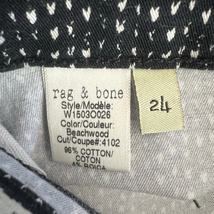 rag & bone
Style/Modèle:
W1503O026
Color/Couleur:
Beachwood
Cut/Coupe#:4102
96% COTTON/
COTON
24